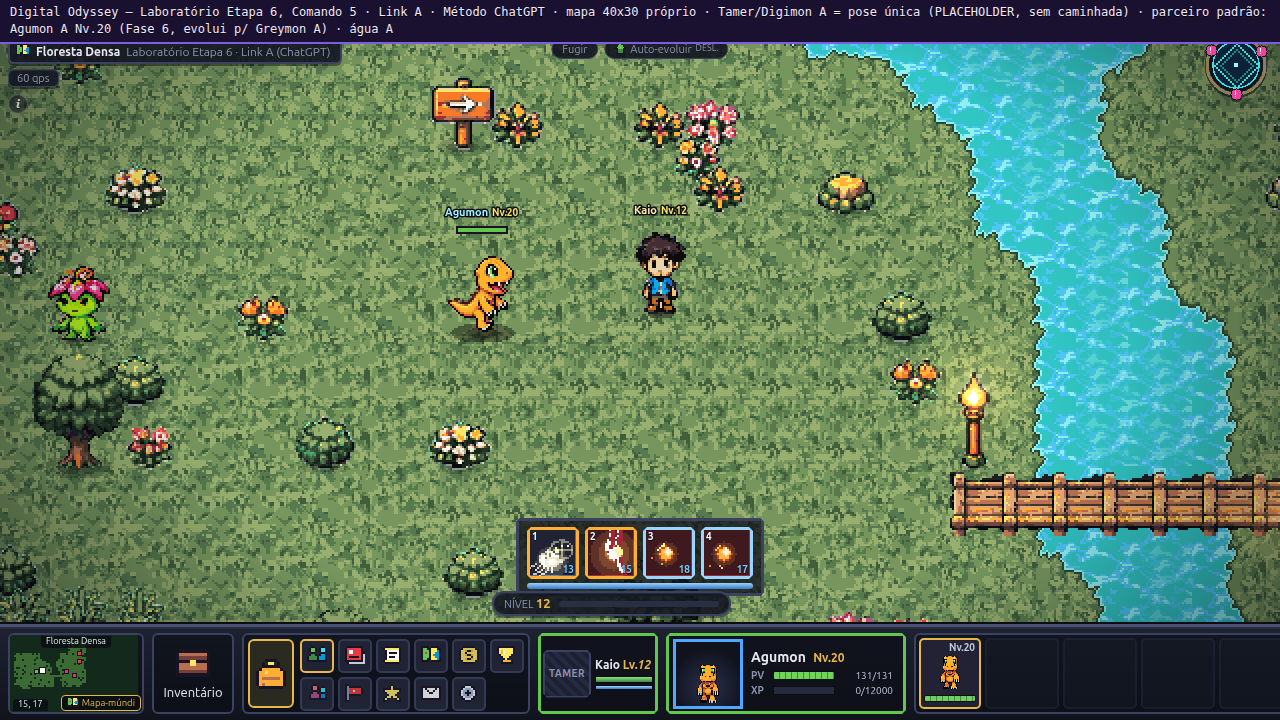 Digital Odyssey — Laboratório Etapa 6, Comando 5 · Link A · Método ChatGPT · mapa 40x30 próprio · Tamer/Digimon A = pose única (PLACEHOLDER, sem caminhada) · parceiro padrão:
Agumon A Nv.20 (Fase 6, evolui p/ Greymon A) · água A
Floresta Densa Laboratório Etapa 6 · Link A (ChatGPT)
Fugir
Auto-evoluir DESL.
60 qps
i
Agumon Nv.20
Kaio Nv.12
1 2 3 4
13 15 18 17
NÍVEL 12
Floresta Densa
15, 17
Mapa-múndi
Inventário
TAMER
Kaio Lv.12
Agumon Nv.20
PV 131/131
XP 0/12000
Nv.20